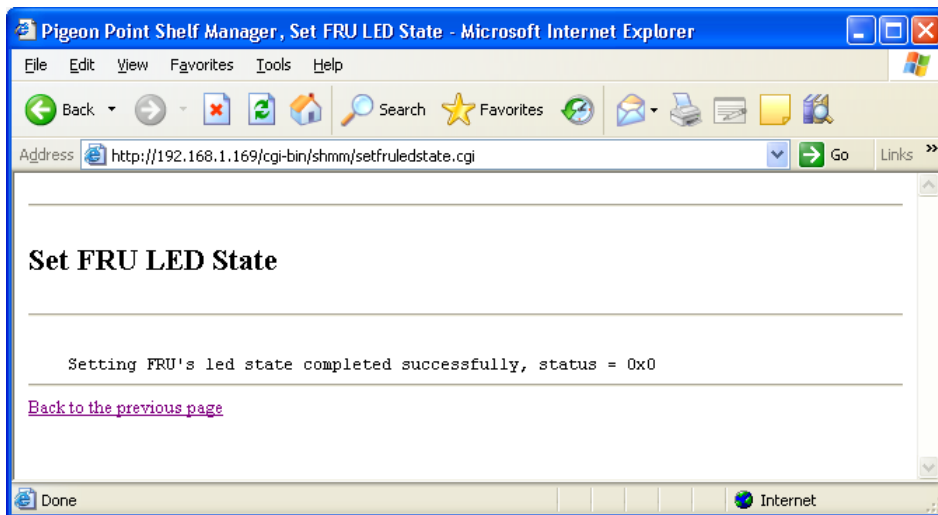 Pigeon Point Shelf Manager, Set FRU LED State - Microsoft Internet Explorer
File Edit View Favorites Tools Help
Back Search Favorites
Address http://192.168.1.169/cgi-bin/shmm/setfruledstate.cgi Go Links »
Set FRU LED State
Setting FRU's led state completed successfully, status = 0x0
Back to the previous page
Done Internet